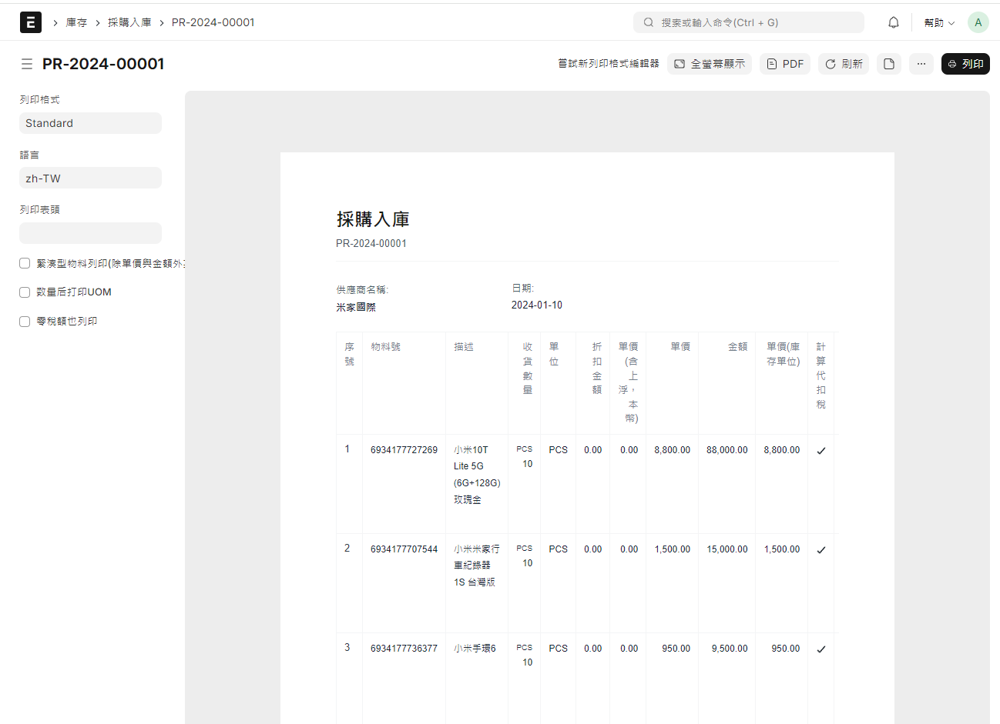 E
庫存
採購入庫
PR-2024-00001
搜索或輸入命令(Ctrl + G)
幫助
A
PR-2024-00001
嘗試新列印格式編輯器
全螢幕顯示
PDF
刷新
列印
列印格式
Standard
語言
zh-TW
列印表頭
緊湊型物料列印(除單價與金額外
数量后打印UOM
零稅額也列印
採購入庫
PR-2024-00001
供應商名稱:
米家國際
日期:
2024-01-10
序號 物料號 描述 收貨數量 單位 折扣金額 單價(含上浮，本幣) 單價 金額 單價(庫存單位) 計算代扣稅
1 6934177727269 小米10T PCS PCS 0.00 0.00 8,800.00 88,000.00 8,800.00 ✓
Lite 5G 10
(6G+128G)
玫瑰金
2 6934177707544 小米米家行 PCS PCS 0.00 0.00 1,500.00 15,000.00 1,500.00 ✓
車紀錄器 10
1S 台灣版
3 6934177736377 小米手環6 PCS PCS 0.00 0.00 950.00 9,500.00 950.00 ✓
10